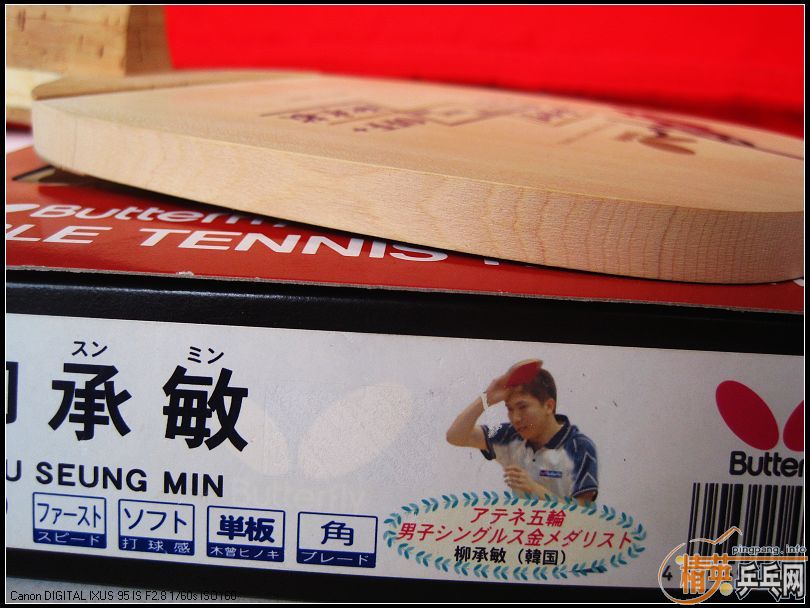 Butterfly
TABLE TENNIS
スン ミン
承敏
U SEUNG MIN
Butterfly
ファースト
スピード
ソフト
打球感
単板
木曽ヒノキ
角
ブレード
アテネ五輪
男子シングルス金メダリスト
柳承敏（韓国）
Butterfly
4
pingpang.info
精英乒乓网
Canon DIGITAL IXUS 95 IS F2.8 1/60s ISO160